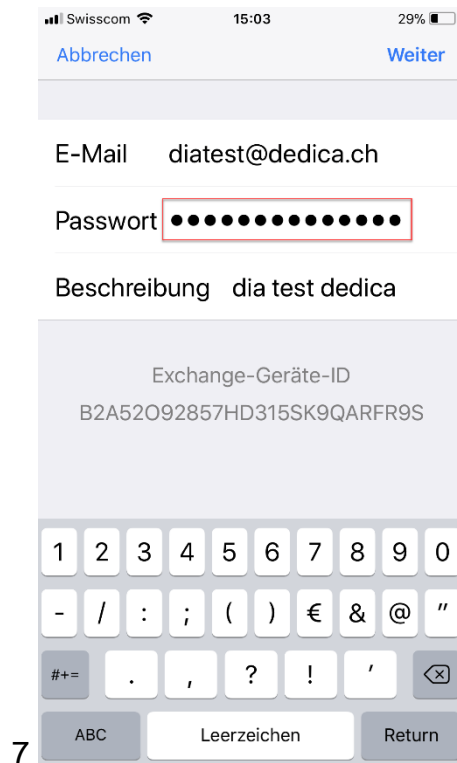 Swisscom 15:03 29%
Abbrechen Weiter
E-Mail diatest@dedica.ch
Passwort ●●●●●●●●●●●●●●
Beschreibung dia test dedica
Exchange-Geräte-ID
B2A52O92857HD315SK9QARFR9S
1 2 3 4 5 6 7 8 9 0
- / : ; ( ) € & @ "
#+= . , ? ! ′
ABC Leerzeichen Return
7